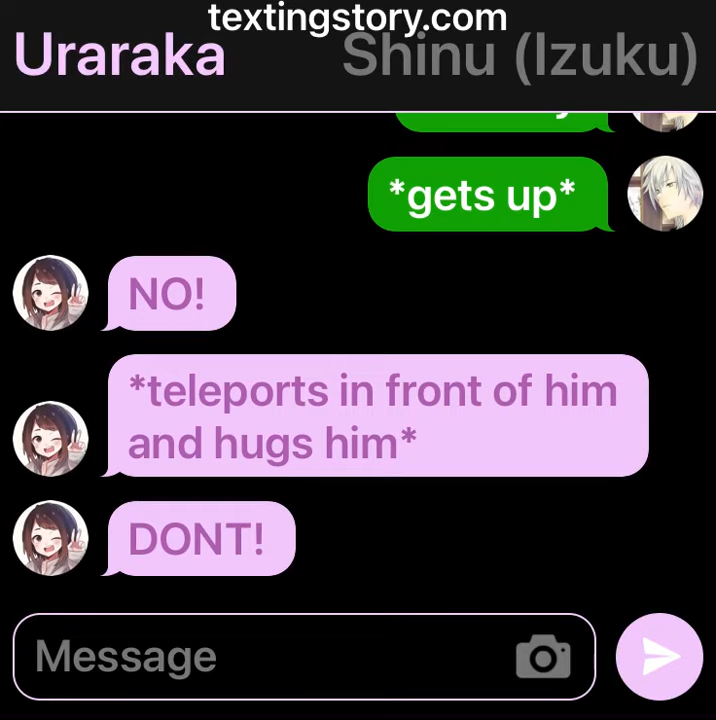 textingstory.com
Uraraka
Shinu (Izuku)
*gets up*
NO!
*teleports in front of him
and hugs him*
DONT!
Message